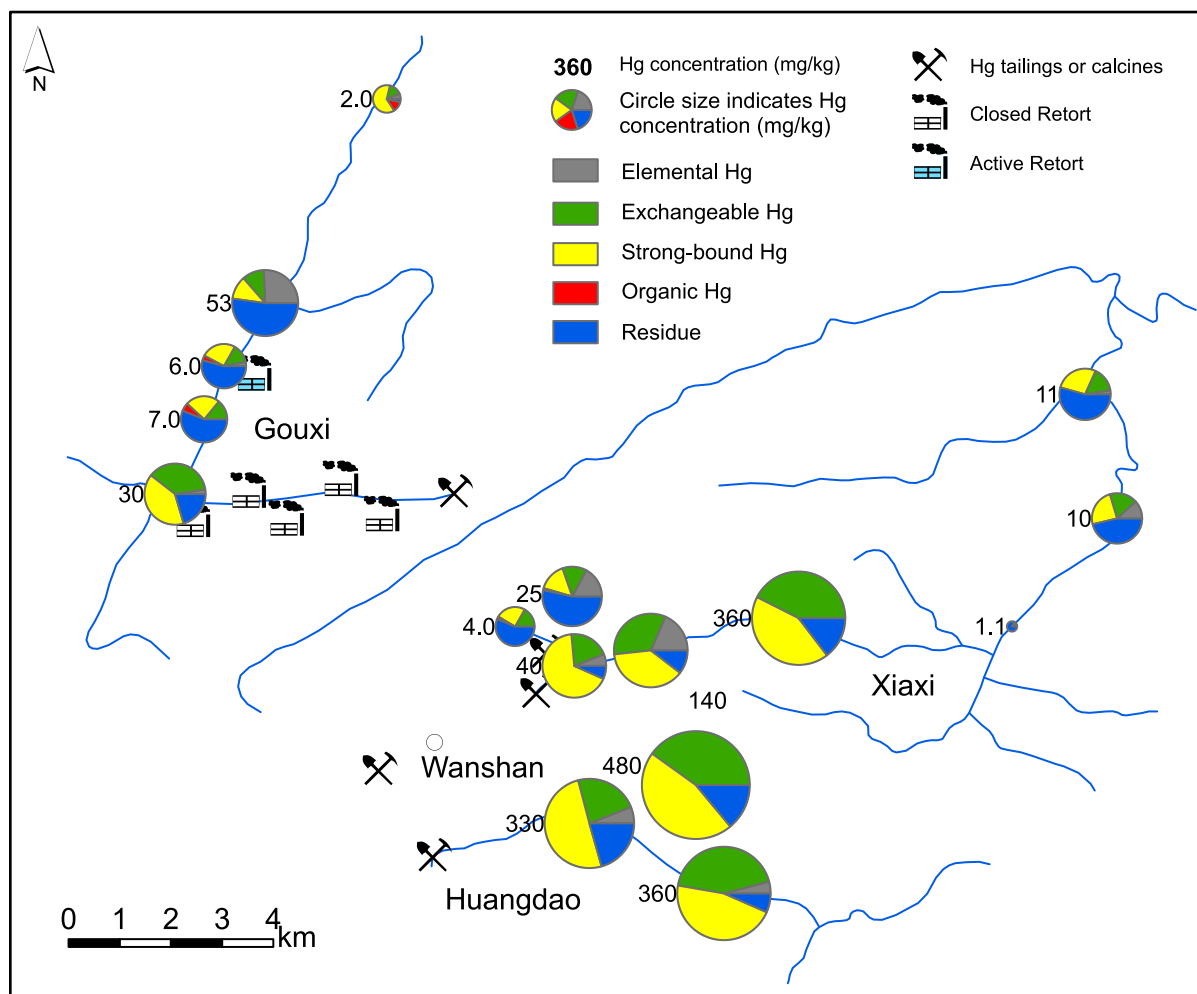 N
2.0
360 Hg concentration (mg/kg)
Circle size indicates Hg
concentration (mg/kg)
Elemental Hg
Exchangeable Hg
Strong-bound Hg
Organic Hg
Residue
Hg tailings or calcines
Closed Retort
Active Retort
53
6.0
7.0
Gouxi
30
11
10
25
4.0
40
360
1.1
140
Xiaxi
Wanshan
480
330
360
Huangdao
0 1 2 3 4
km